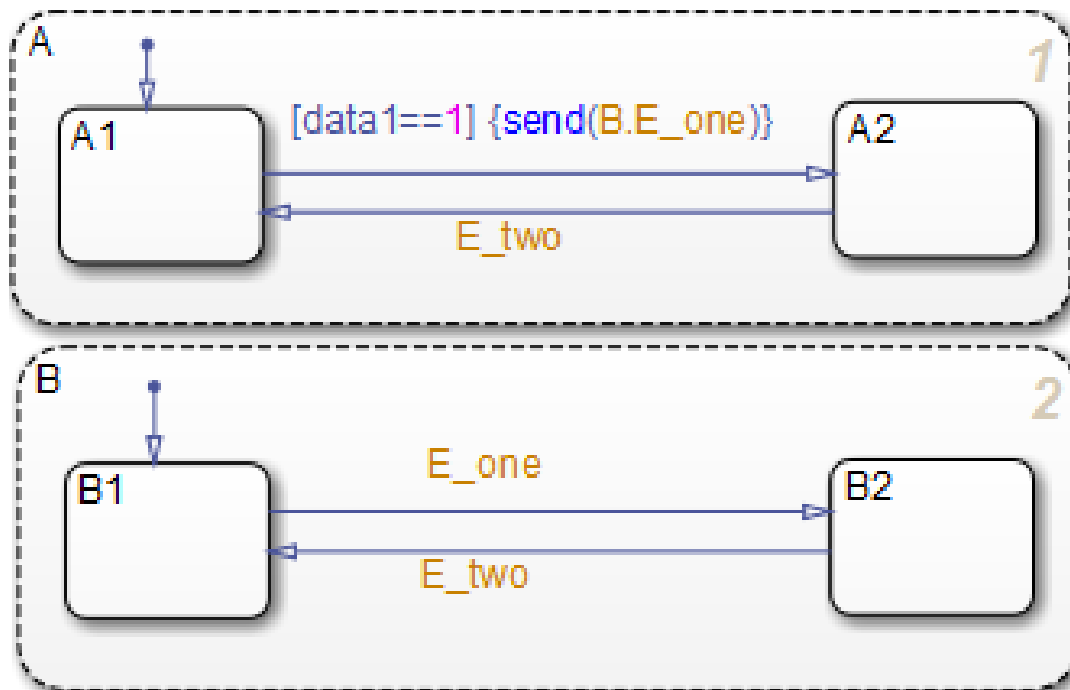 A
1
A1
[data1==1] {send(B.E_one)}
A2
E_two
B
2
B1
E_one
B2
E_two